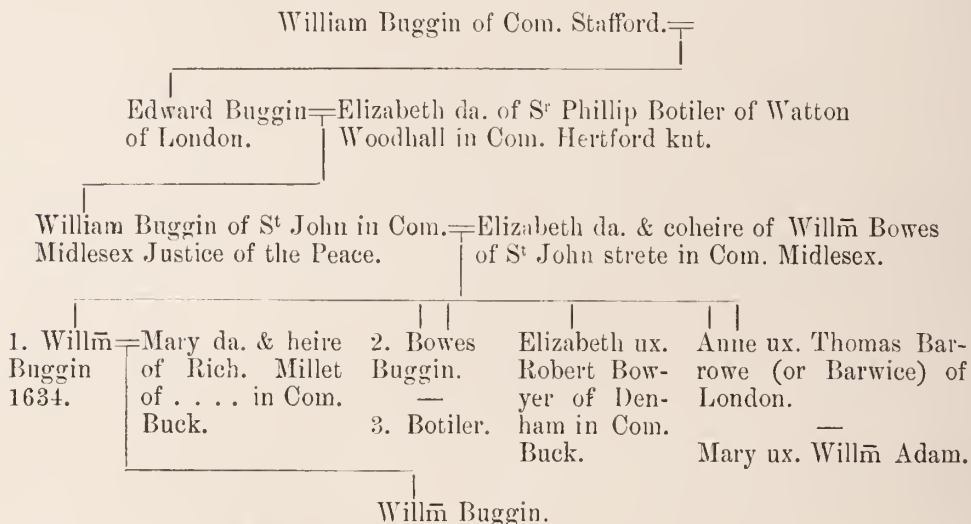 William Buggin of Com. Stafford.
Edward Buggin
of London.
Elizabeth da. of Sʳ Phillip Botiler of Watton
Woodhall in Com. Hertford knt.
William Buggin of Sᵗ John in Com.
Midlesex Justice of the Peace.
Elizabeth da. & coheire of Willm̄ Bowes
of Sᵗ John strete in Com. Midlesex.
1. Willm̄
Buggin
1634.
Mary da. & heire
of Rich. Millet
of . . . . in Com.
Buck.
2. Bowes
Buggin.
—
3. Botiler.
Elizabeth ux.
Robert Bow-
yer of Den-
ham in Com.
Buck.
Anne ux. Thomas Bar-
rowe (or Barwice) of
London.
—
Mary ux. Willm̄ Adam.
Willm̄ Buggin.